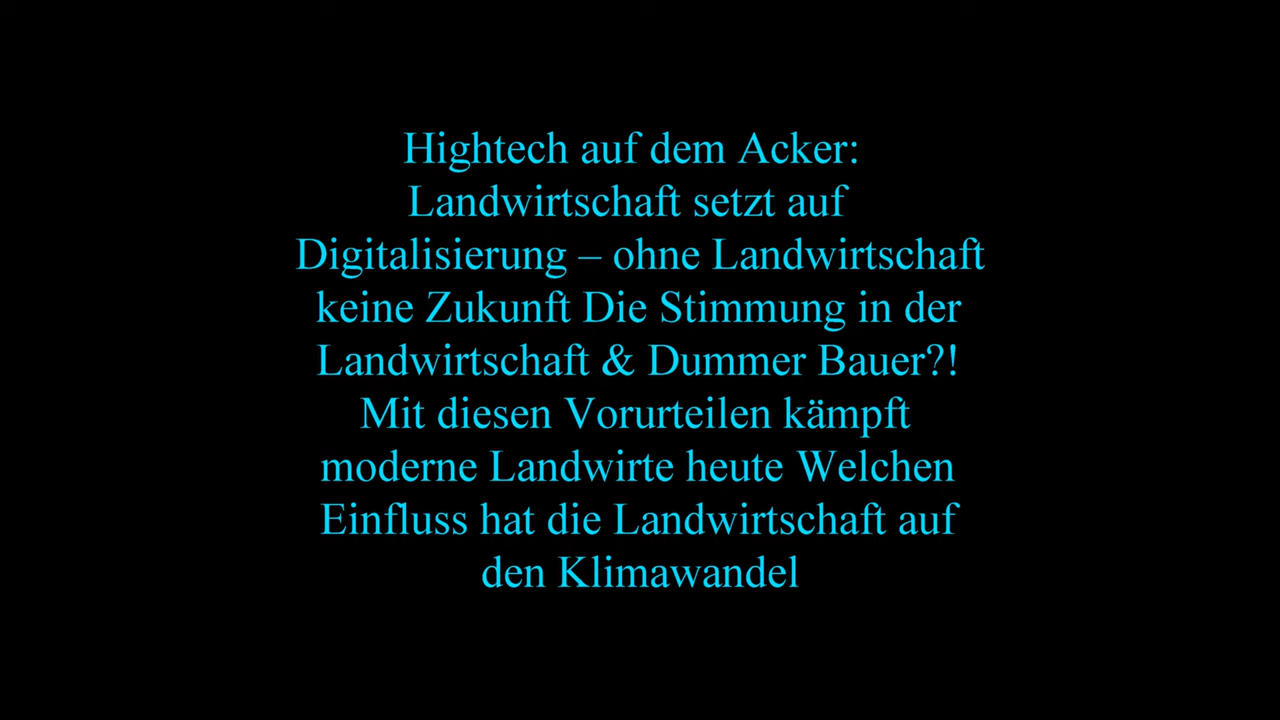 Hightech auf dem Acker:
Landwirtschaft setzt auf
Digitalisierung – ohne Landwirtschaft
keine Zukunft Die Stimmung in der
Landwirtschaft & Dummer Bauer?!
Mit diesen Vorurteilen kämpft
moderne Landwirte heute Welchen
Einfluss hat die Landwirtschaft auf
den Klimawandel